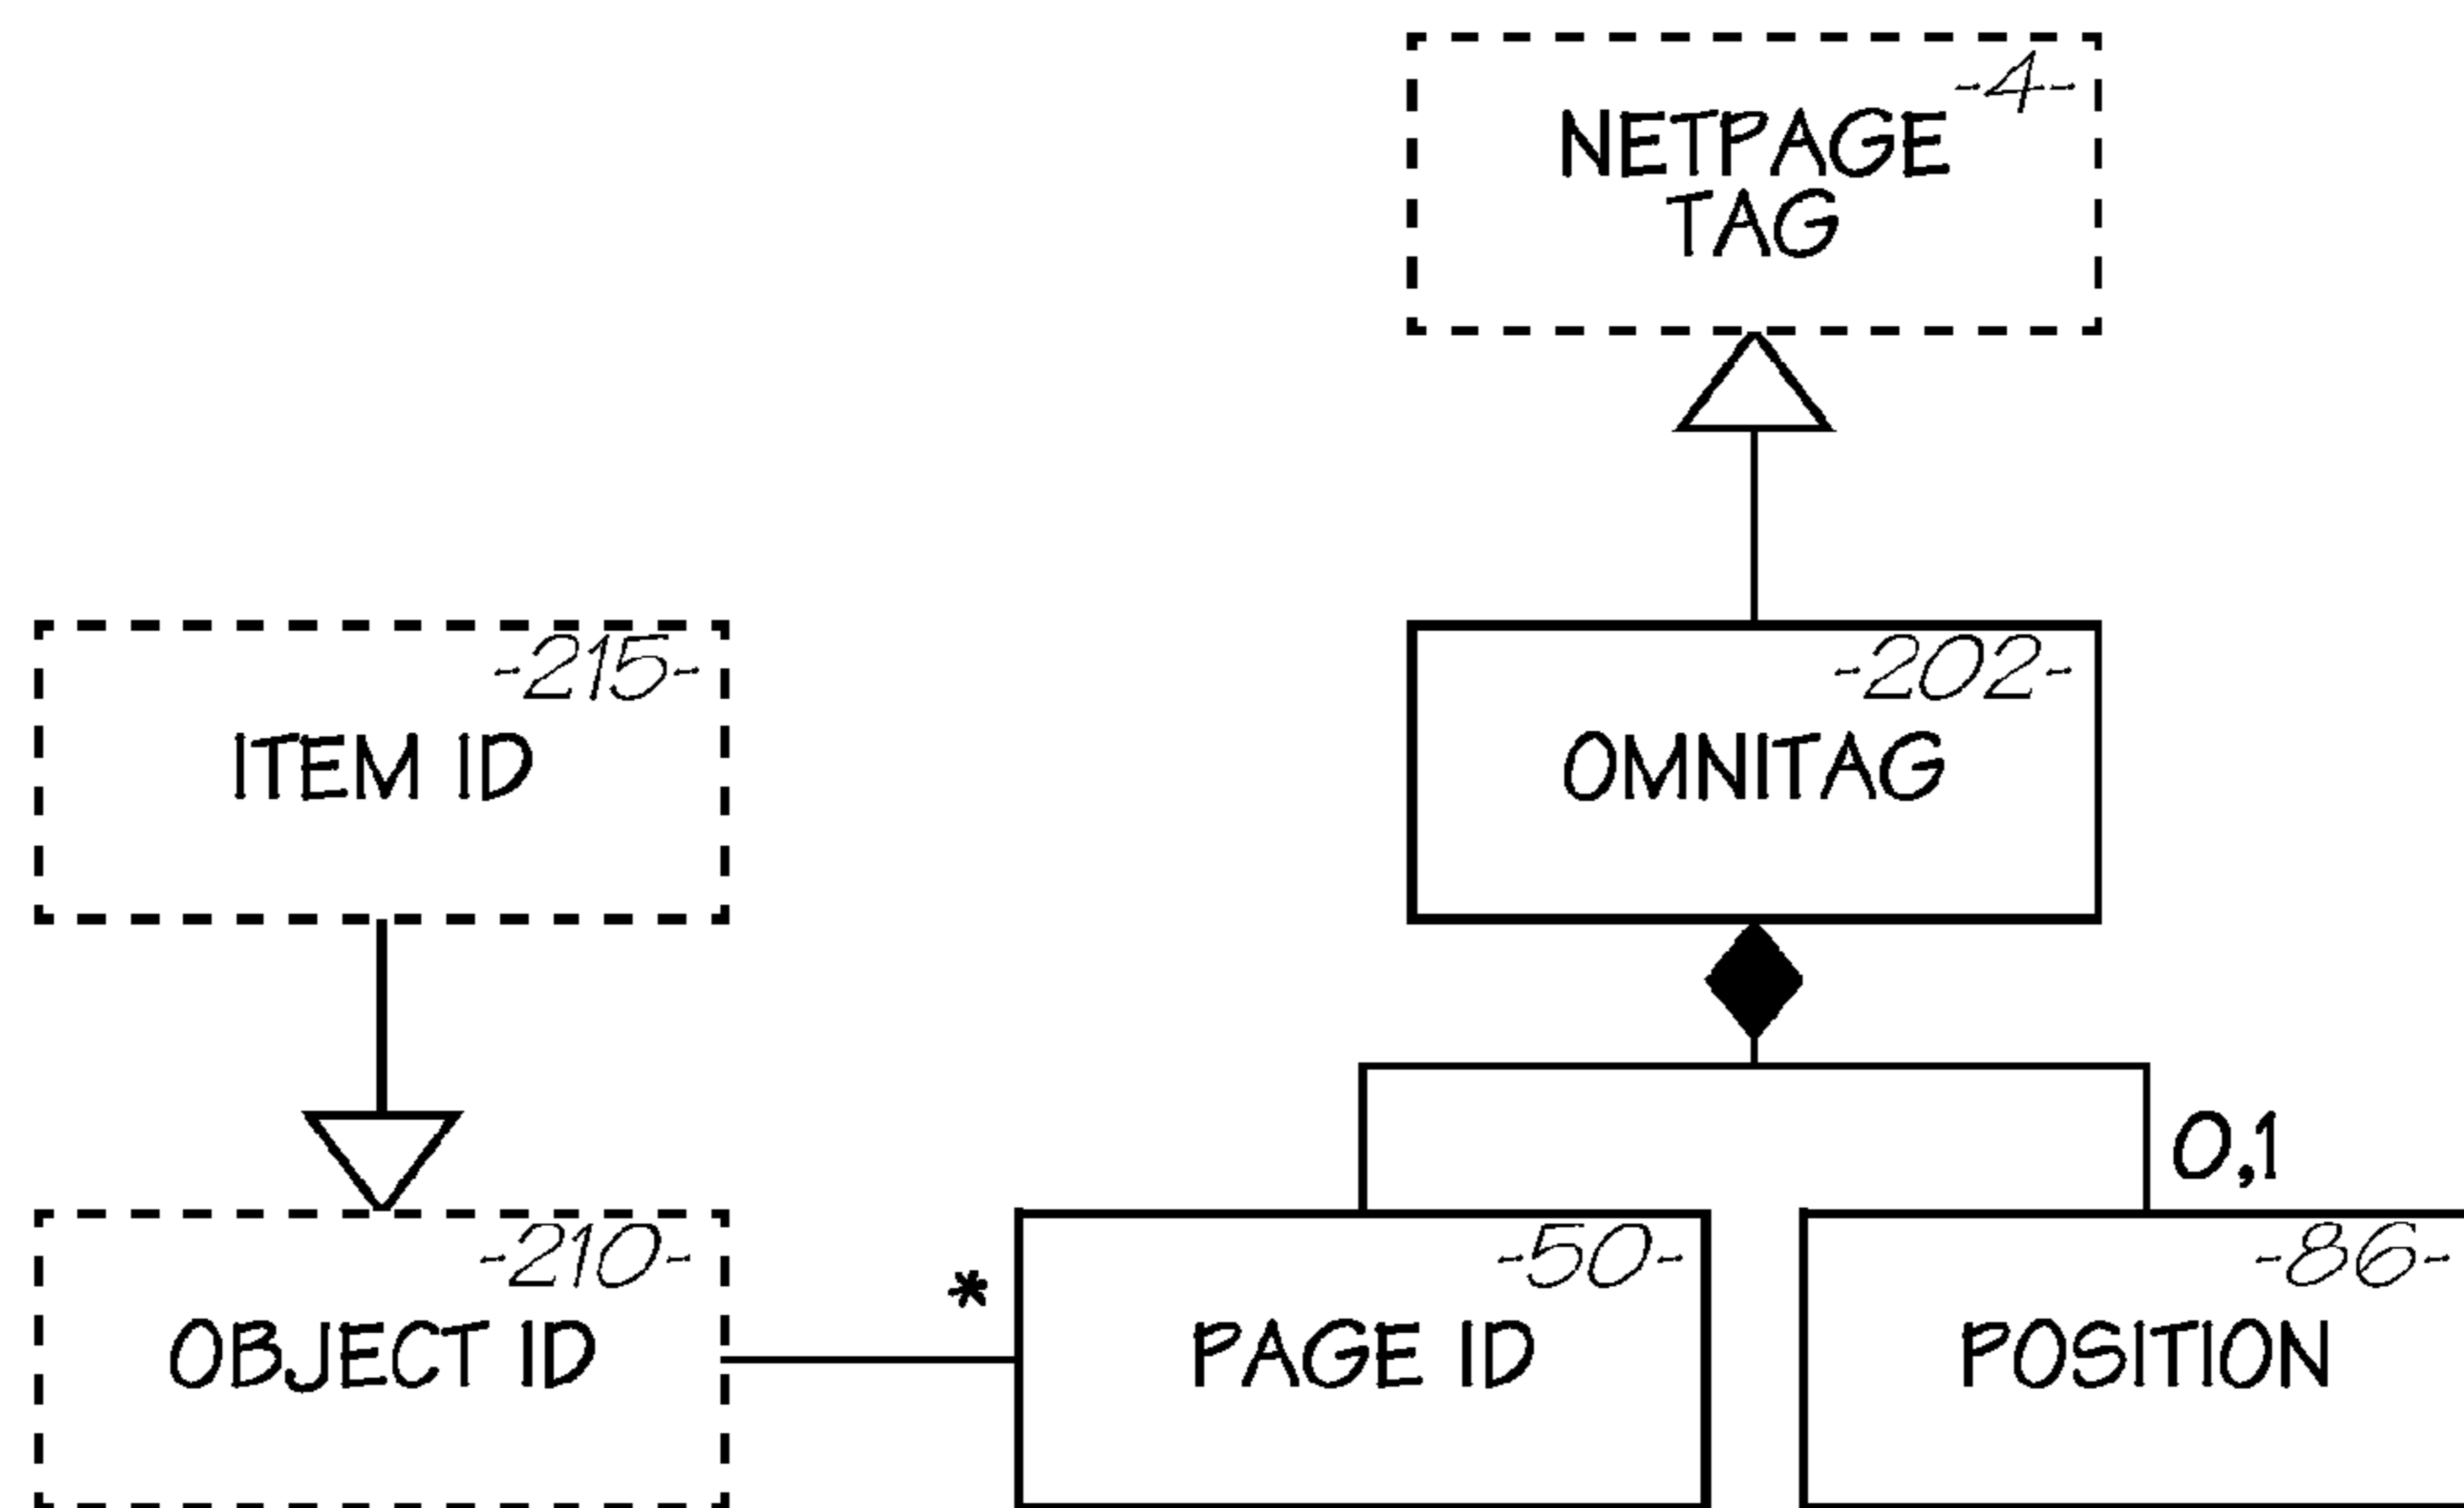 -4-
NETPAGE
TAG
-215-
ITEM ID
-202-
OMNITAG
0,1
-210-
OBJECT ID
*
-50-
PAGE ID
-86-
POSITION